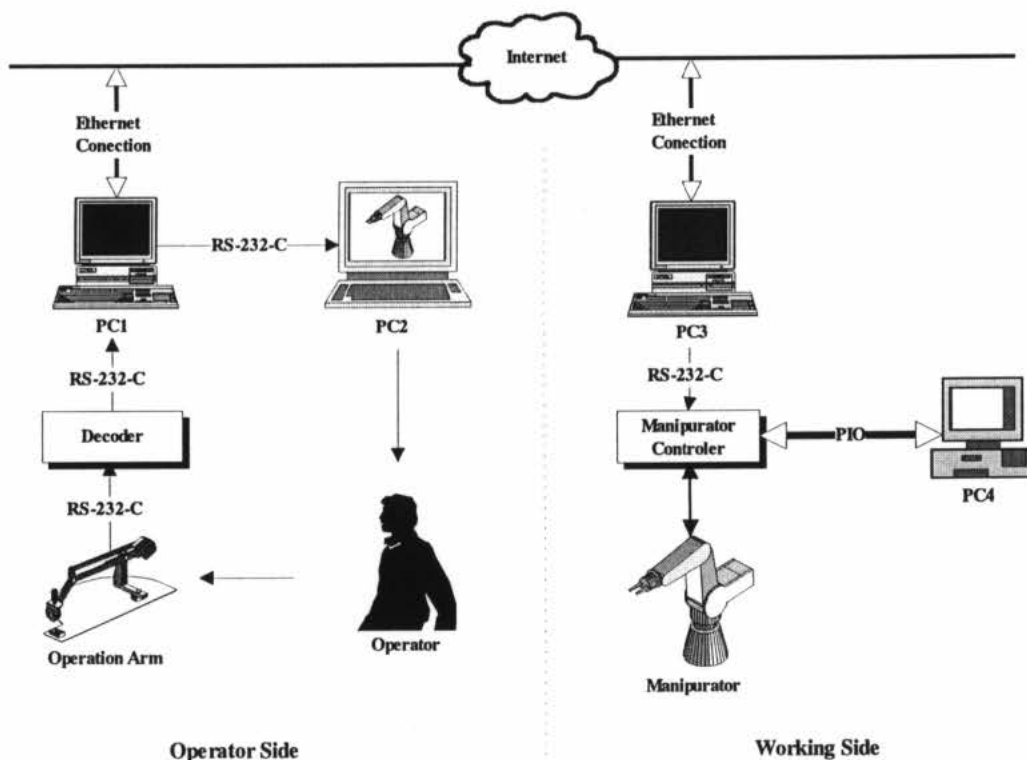 Internet
Ethernet
Conection
Ethernet
Conection
RS-232-C
PC1
PC2
PC3
RS-232-C
RS-232-C
Decoder
Manipurator
Controler
PIO
PC4
RS-232-C
Operation Arm
Operator
Manipurator
Operator Side
Working Side